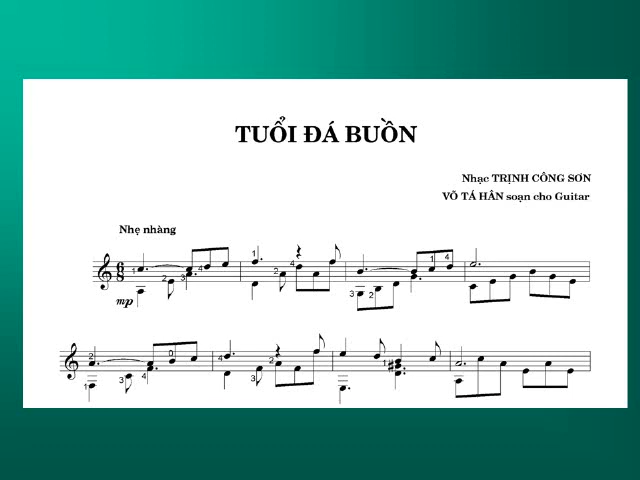 TUỔI ĐÁ BUỒN
Nhạc TRỊNH CÔNG SƠN
VÕ TÁ HÂN soạn cho Guitar
Nhẹ nhàng
mp